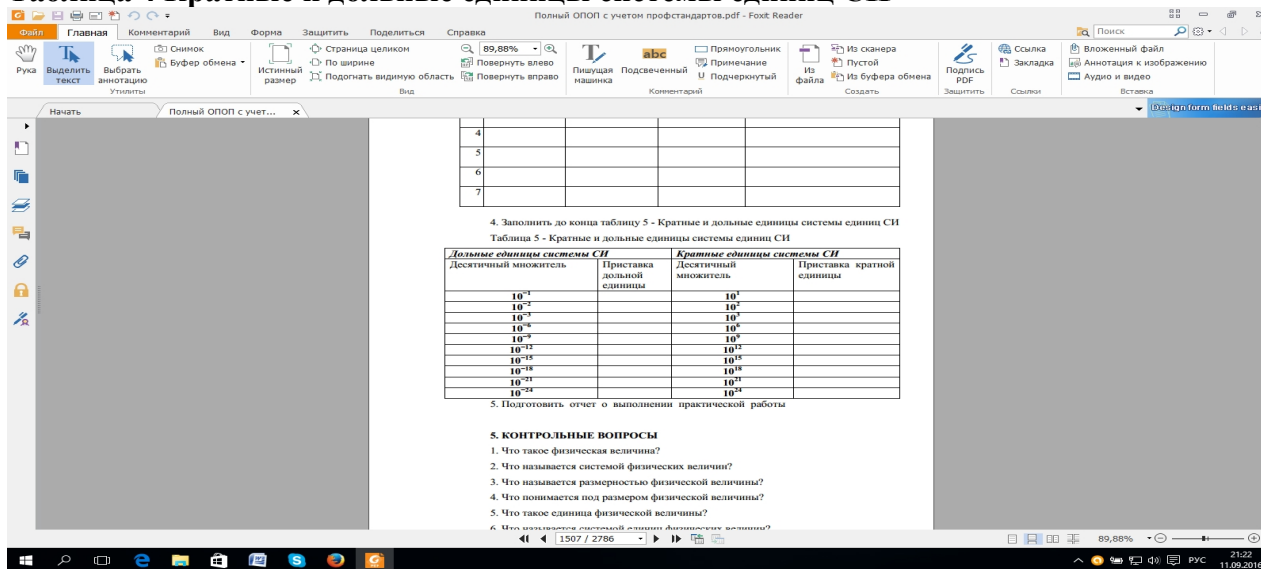 Полный ОПОП с учетом профстандартов.pdf - Foxit Reader
Файл Главная Комментарий Вид Форма Защитить Поделиться Справка
Поиск
Рука
Выделить текст
Выбрать аннотацию
Снимок
Буфер обмена
Утилиты
Истинный размер
Страница целиком
По ширине
Подогнать видимую область
89,88%
Повернуть влево
Повернуть вправо
Вид
Пишущая машинка
Подсвеченный
Прямоугольник
Примечание
Подчеркнутый
Комментарий
Из файла
Из сканера
Пустой
Из буфера обмена
Создать
Подпись PDF
Защитить
Ссылка
Закладка
Ссылки
Вложенный файл
Аннотация к изображению
Аудио и видео
Вставка
Начать
Полный ОПОП с учет...
Design form fields
4
5
6
7
4. Заполнить до конца таблицу 5 - Кратные и дольные единицы системы единиц СИ
Таблица 5 - Кратные и дольные единицы системы единиц СИ
Дольные единицы системы СИ Кратные единицы системы СИ
Десятичный множитель Приставка дольной единицы Десятичный множитель Приставка кратной единицы
10⁻¹ 10¹
10⁻² 10²
10⁻³ 10³
10⁻⁶ 10⁶
10⁻⁹ 10⁹
10⁻¹² 10¹²
10⁻¹⁵ 10¹⁵
10⁻¹⁸ 10¹⁸
10⁻²¹ 10²¹
10⁻²⁴ 10²⁴
5. Подготовить отчет о выполнении практической работы
5. КОНТРОЛЬНЫЕ ВОПРОСЫ
1. Что такое физическая величина?
2. Что называется системой физических величин?
3. Что называется размерностью физической величины?
4. Что понимается под размером физической величины?
5. Что такое единица физической величины?
6. Что называется системой единиц физических величин?
1507 / 2786
89,88%
РУС
21:22
11.09.2016